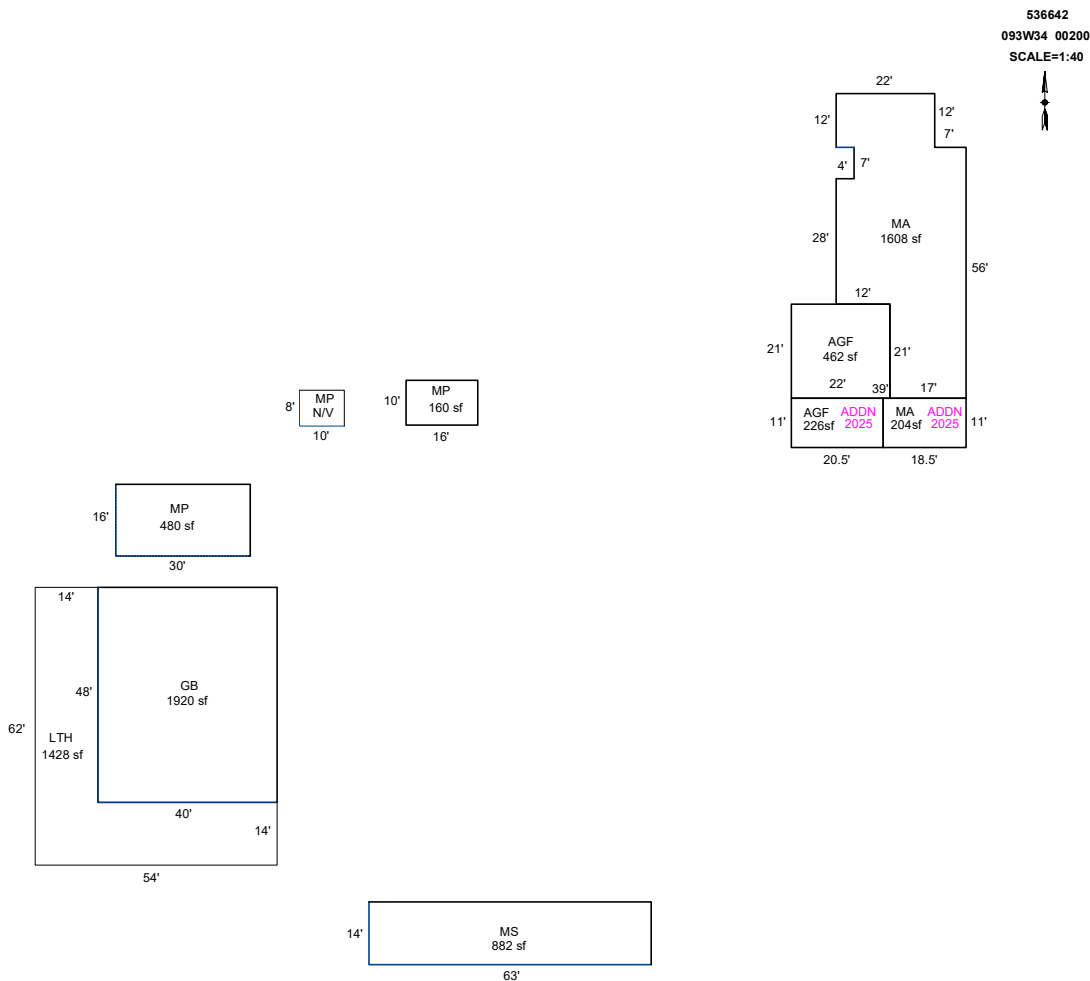 536642
093W34 00200
SCALE=1:40
22'
12'
12'
7'
4'
7'
MA
1608 sf
28'
56'
12'
AGF
462 sf
21'
21'
22'
39'
17'
11'
AGF
226sf
ADDN
2025
MA
204sf
ADDN
2025
11'
20.5'
18.5'
8'
MP
N/V
10'
10'
MP
160 sf
16'
16'
MP
480 sf
30'
14'
48'
GB
1920 sf
62'
LTH
1428 sf
40'
14'
54'
14'
MS
882 sf
63'